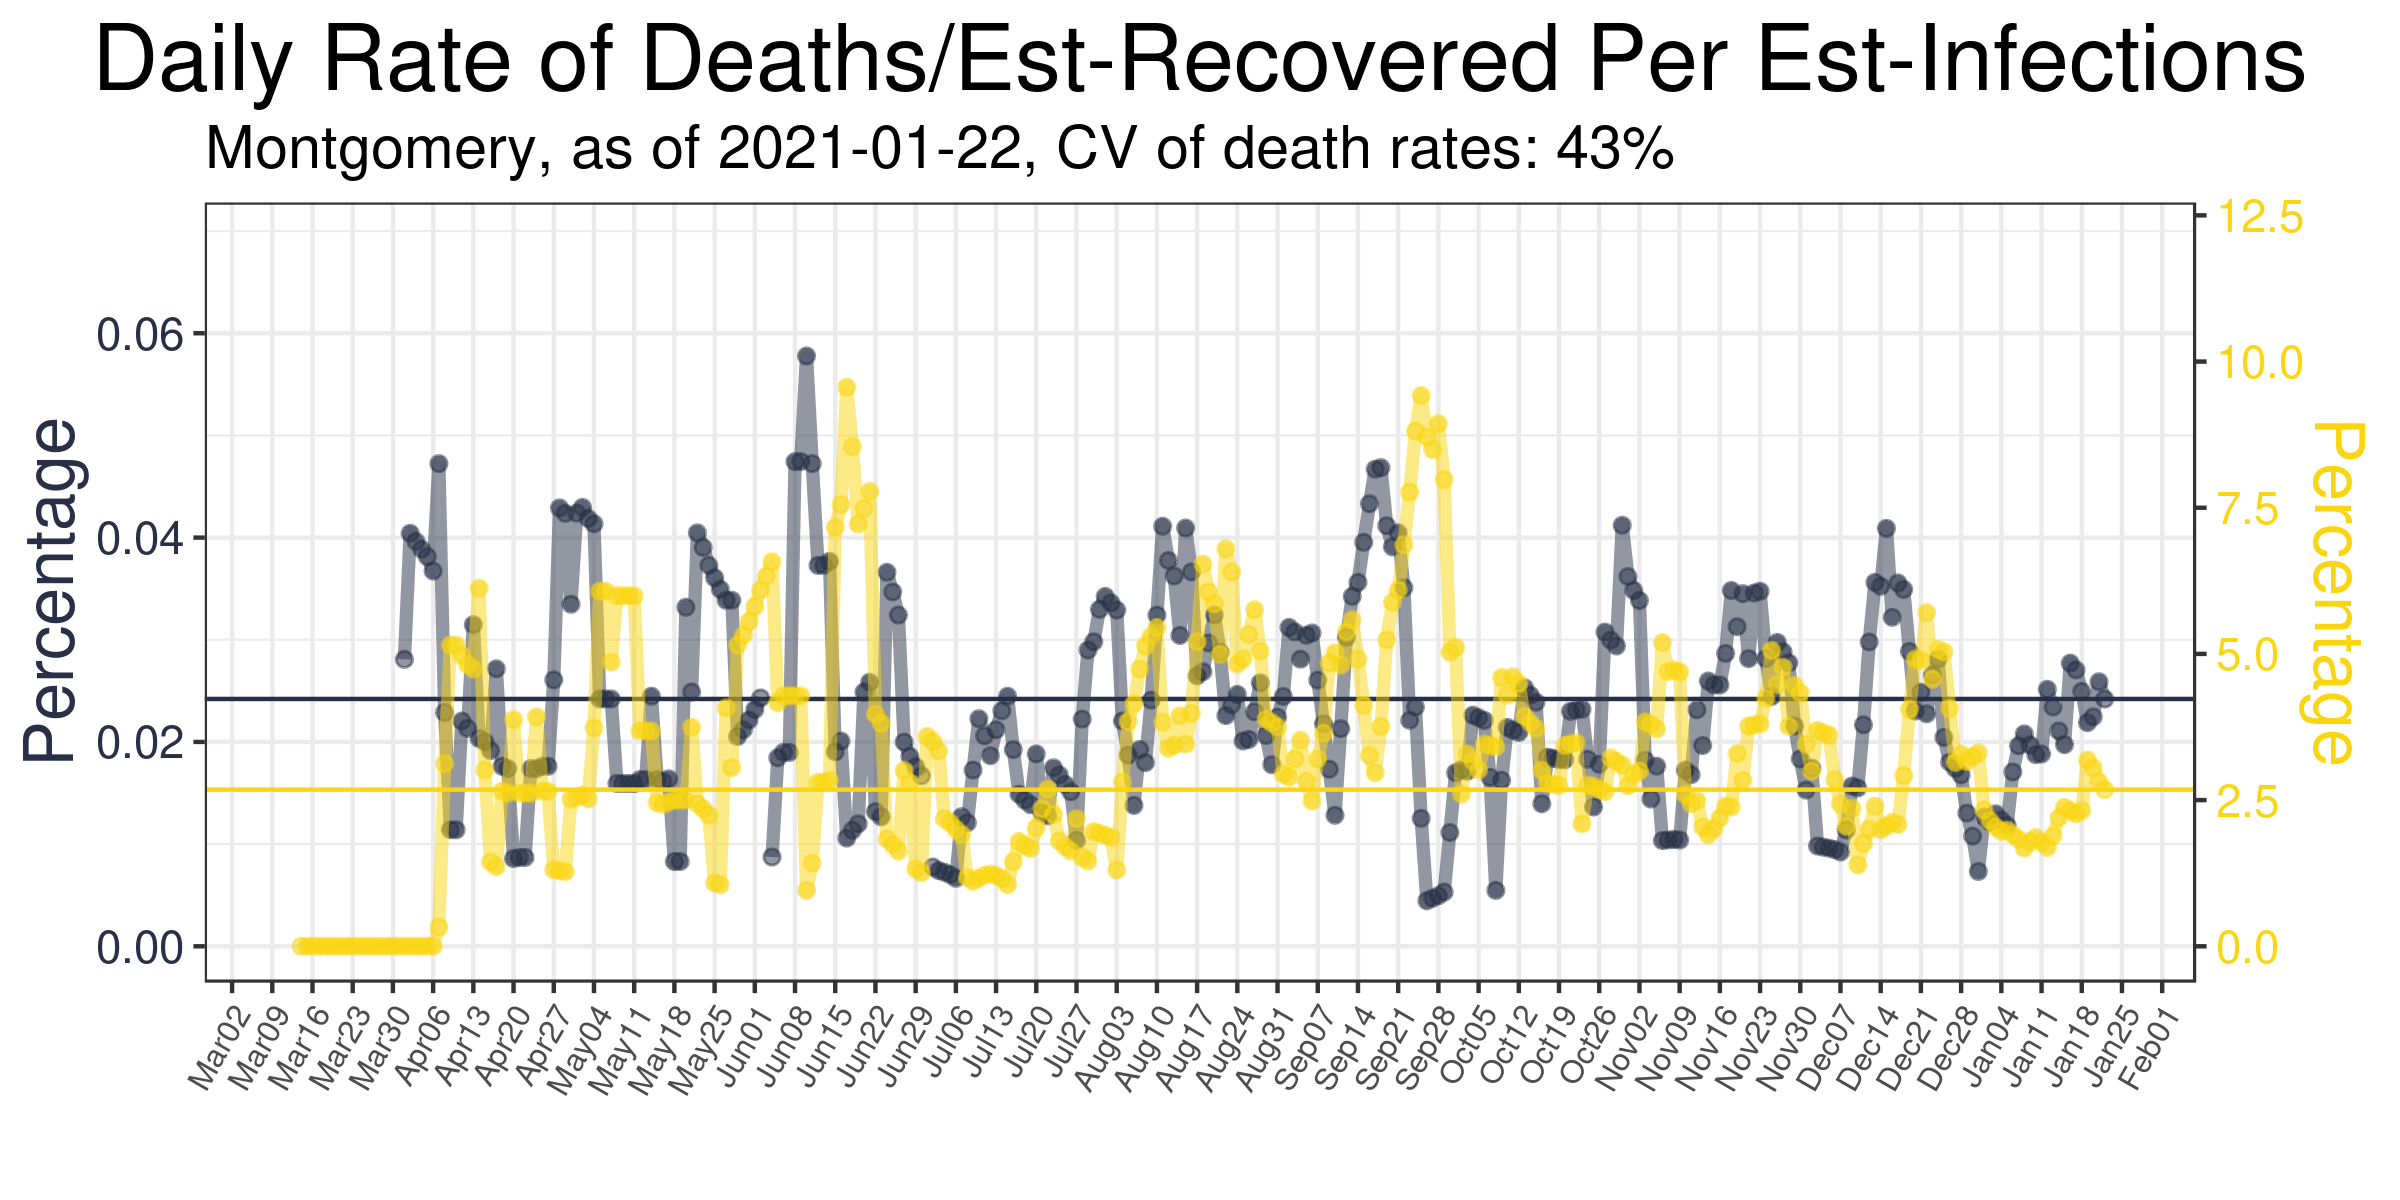 Daily Rate of Deaths/Est-Recovered Per Est-Infections
Montgomery, as of 2021-01-22, CV of death rates: 43%
Percentage
0.06
0.04
0.02
0.00
12.5
10.0
7.5
5.0
2.5
0.0
Percentage
Mar02
Mar09
Mar16
Mar23
Mar30
Apr06
Apr13
Apr20
Apr27
May04
May11
May18
May25
Jun01
Jun08
Jun15
Jun22
Jun29
Jul06
Jul13
Jul20
Jul27
Aug03
Aug10
Aug17
Aug24
Aug31
Sep07
Sep14
Sep21
Sep28
Oct05
Oct12
Oct19
Oct26
Nov02
Nov09
Nov16
Nov23
Nov30
Dec07
Dec14
Dec21
Dec28
Jan04
Jan11
Jan18
Jan25
Feb01